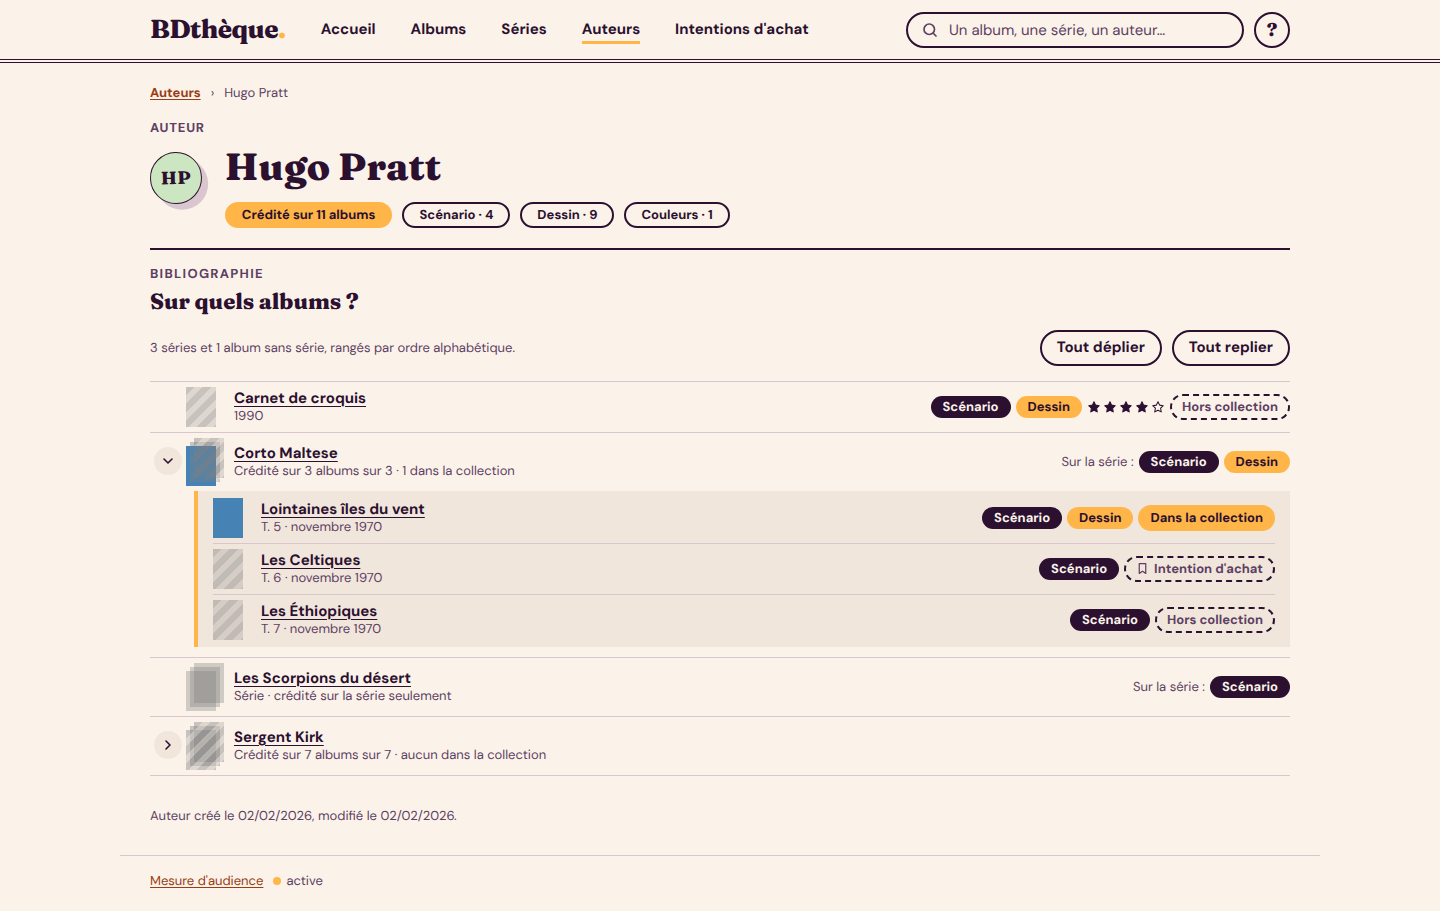 BDthèque.
Accueil
Albums
Séries
Auteurs
Intentions d'achat
Un album, une série, un auteur...
?
Auteurs › Hugo Pratt
AUTEUR
HP
Hugo Pratt
Crédité sur 11 albums
Scénario · 4
Dessin · 9
Couleurs · 1
BIBLIOGRAPHIE
Sur quels albums ?
3 séries et 1 album sans série, rangés par ordre alphabétique.
Tout déplier
Tout replier
Carnet de croquis
1990
Scénario
Dessin
Hors collection
Corto Maltese
Crédité sur 3 albums sur 3 · 1 dans la collection
Sur la série :
Scénario
Dessin
Lointaines îles du vent
T. 5 · novembre 1970
Scénario
Dessin
Dans la collection
Les Celtiques
T. 6 · novembre 1970
Scénario
Intention d'achat
Les Éthiopiques
T. 7 · novembre 1970
Scénario
Hors collection
Les Scorpions du désert
Série · crédité sur la série seulement
Sur la série :
Scénario
Sergent Kirk
Crédité sur 7 albums sur 7 · aucun dans la collection
Auteur créé le 02/02/2026, modifié le 02/02/2026.
Mesure d'audience
active